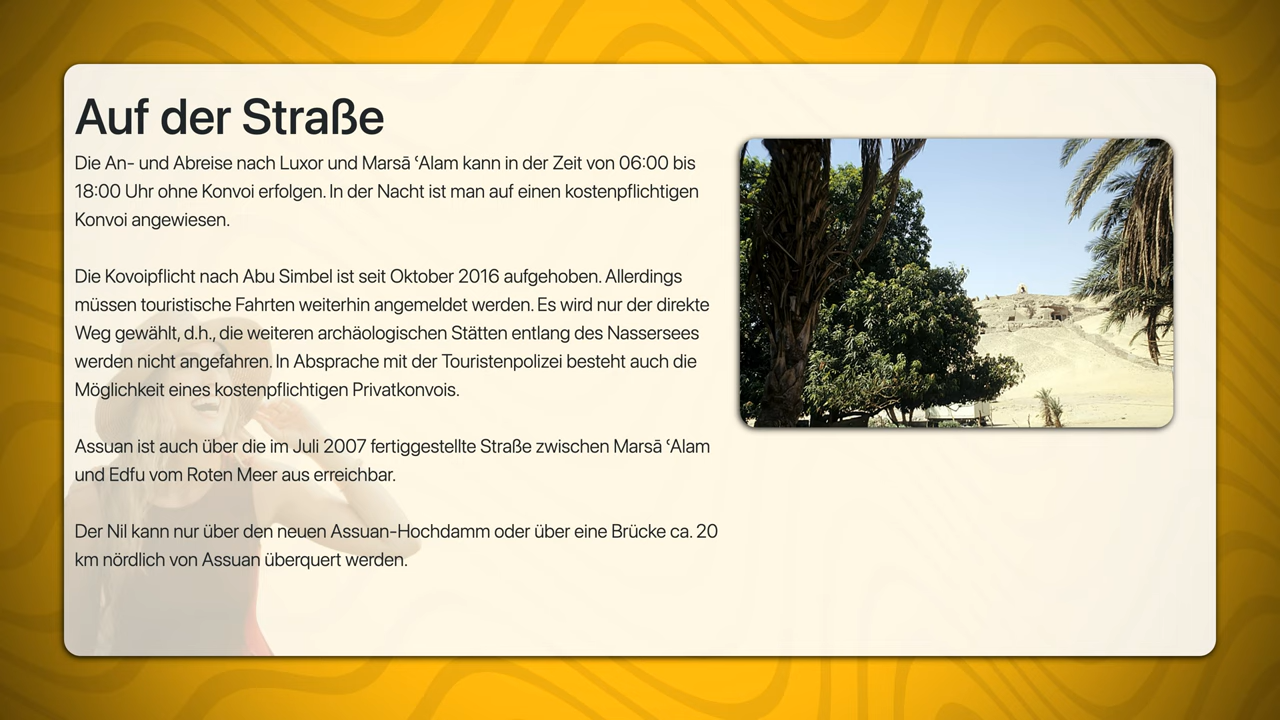 Auf der Straße
Die An- und Abreise nach Luxor und Marsā ʿAlam kann in der Zeit von 06:00 bis
18:00 Uhr ohne Konvoi erfolgen. In der Nacht ist man auf einen kostenpflichtigen
Konvoi angewiesen.
Die Kovoipflicht nach Abu Simbel ist seit Oktober 2016 aufgehoben. Allerdings
müssen touristische Fahrten weiterhin angemeldet werden. Es wird nur der direkte
Weg gewählt, d.h., die weiteren archäologischen Stätten entlang des Nassersees
werden nicht angefahren. In Absprache mit der Touristenpolizei besteht auch die
Möglichkeit eines kostenpflichtigen Privatkonvois.
Assuan ist auch über die im Juli 2007 fertiggestellte Straße zwischen Marsā ʿAlam
und Edfu vom Roten Meer aus erreichbar.
Der Nil kann nur über den neuen Assuan-Hochdamm oder über eine Brücke ca. 20
km nördlich von Assuan überquert werden.